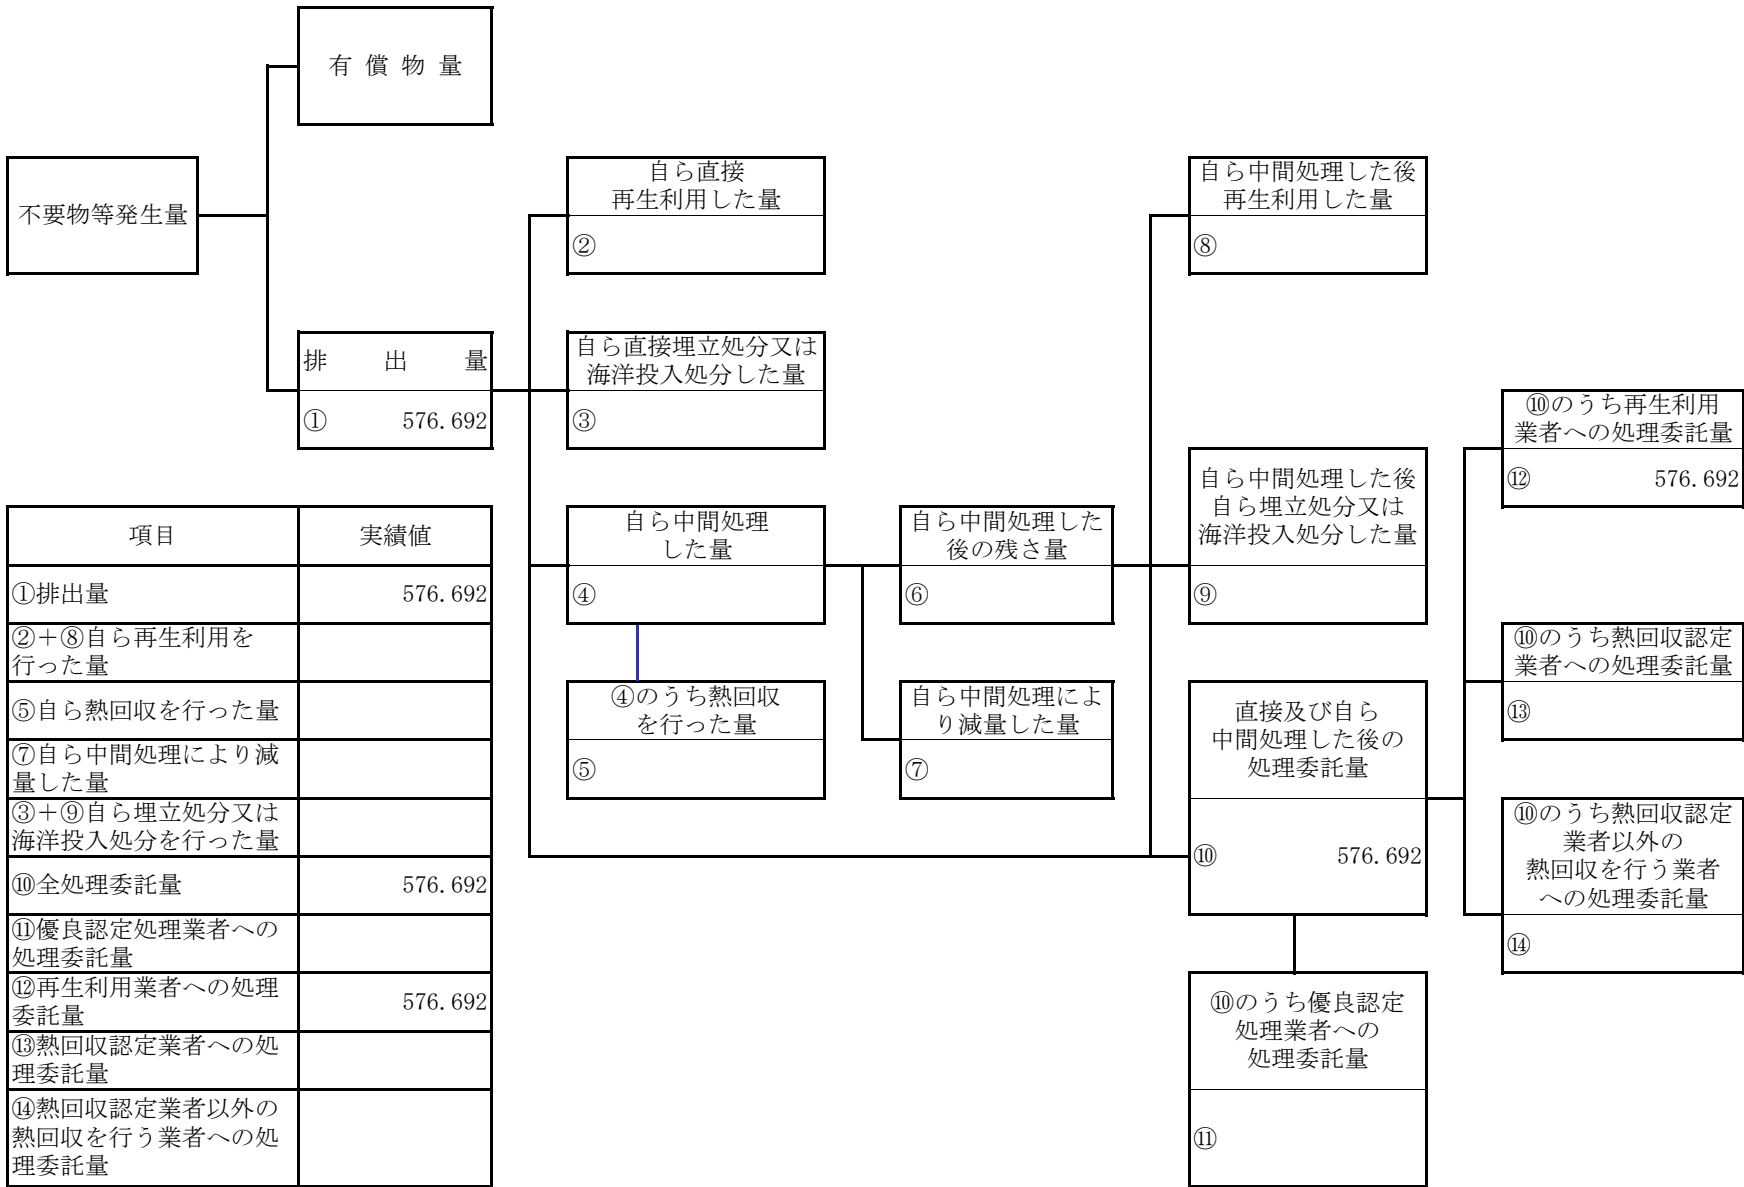 有 償 物 量
不要物等発生量
自ら直接
再生利用した量
②
自ら中間処理した後
再生利用した量
⑧
排 出 量
① 576.692
自ら直接埋立処分又は
海洋投入処分した量
③
⑩のうち再生利用
業者への処理委託量
⑫ 576.692
自ら中間処理
した量
④
自ら中間処理した
後の残さ量
⑥
自ら中間処理した後
自ら埋立処分又は
海洋投入処分した量
⑨
⑩のうち熱回収認定
業者への処理委託量
⑬
④のうち熱回収
を行った量
⑤
自ら中間処理によ
り減量した量
⑦
直接及び自ら
中間処理した後の
処理委託量
⑩ 576.692
⑩のうち熱回収認定
業者以外の
熱回収を行う業者
への処理委託量
⑭
⑩のうち優良認定
処理業者への
処理委託量
⑪
項目 実績値
①排出量 576.692
②＋⑧自ら再生利用を
行った量
⑤自ら熱回収を行った量
⑦自ら中間処理により減
量した量
③＋⑨自ら埋立処分又は
海洋投入処分を行った量
⑩全処理委託量 576.692
⑪優良認定処理業者への
処理委託量
⑫再生利用業者への処理
委託量 576.692
⑬熱回収認定業者への処
理委託量
⑭熱回収認定業者以外の
熱回収を行う業者への処
理委託量